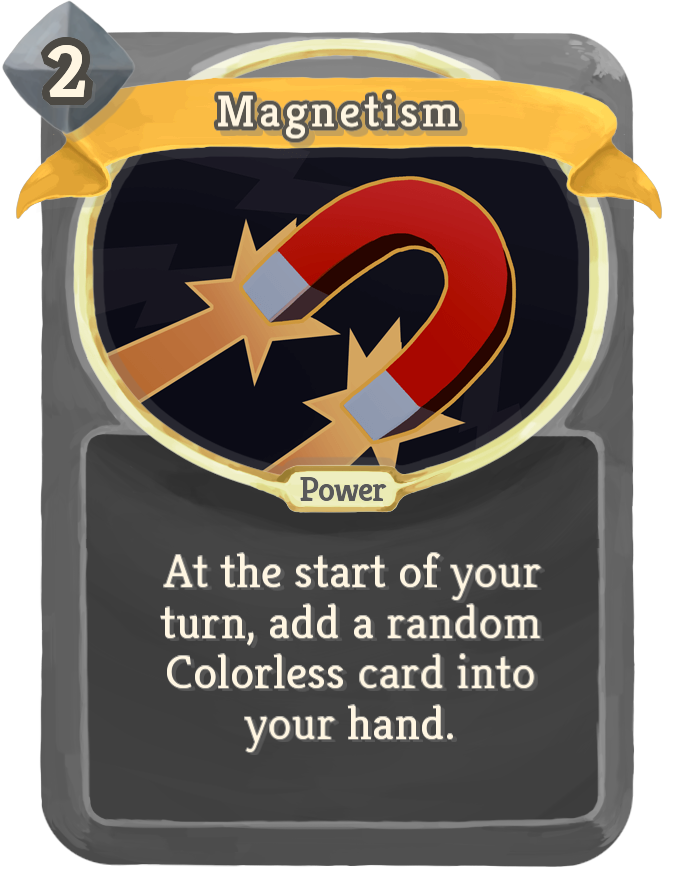 2
Magnetism
Power
At the start of your
turn, add a random
Colorless card into
your hand.